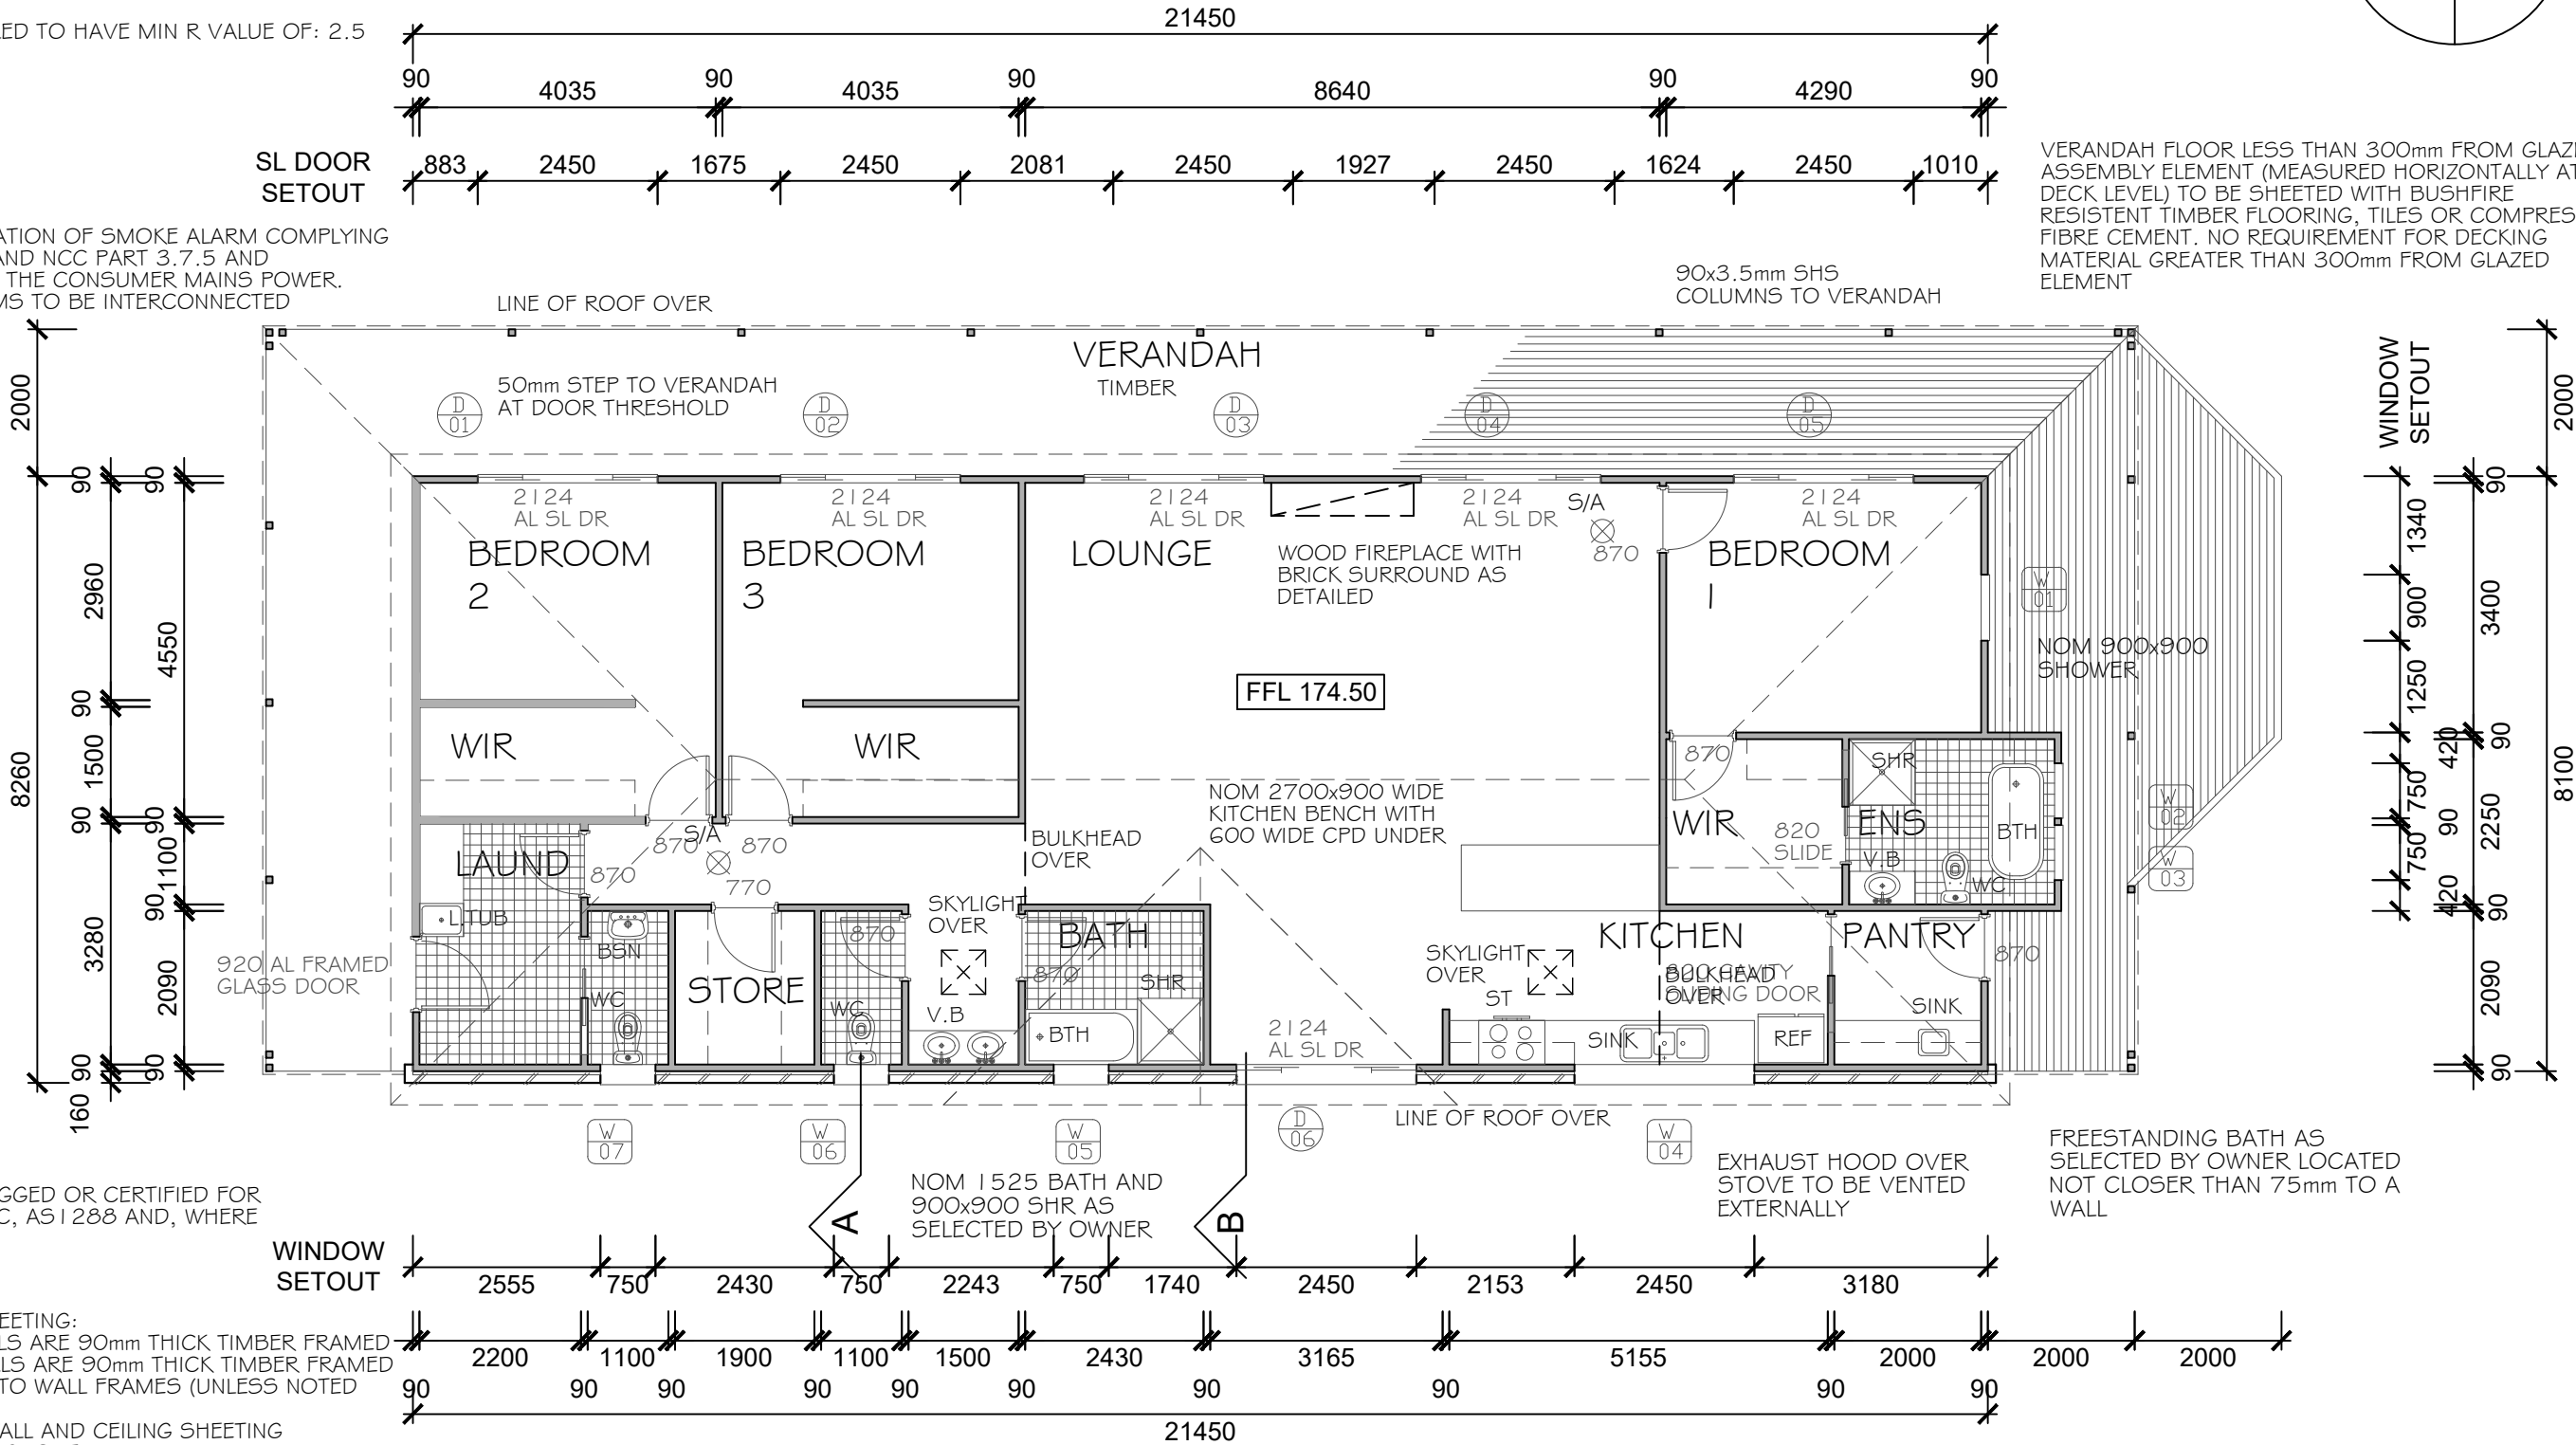 ED TO HAVE MIN R VALUE OF: 2.5
21450
90 90 90 90 90
4035 4035 8640 4290
SL DOOR
SETOUT
883 2450 1675 2450 2081 2450 1927 2450 1624 2450 1010
VERANDAH FLOOR LESS THAN 300mm FROM GLAZE
ASSEMBLY ELEMENT (MEASURED HORIZONTALLY AT
DECK LEVEL) TO BE SHEETED WITH BUSHFIRE
RESISTENT TIMBER FLOORING, TILES OR COMPRES
FIBRE CEMENT. NO REQUIREMENT FOR DECKING
MATERIAL GREATER THAN 300mm FROM GLAZED
ELEMENT
ATION OF SMOKE ALARM COMPLYING
AND NCC PART 3.7.5 AND
THE CONSUMER MAINS POWER.
MS TO BE INTERCONNECTED
LINE OF ROOF OVER
90x3.5mm SHS
COLUMNS TO VERANDAH
VERANDAH
TIMBER
50mm STEP TO VERANDAH
AT DOOR THRESHOLD
D
01
D
02
D
03
D
04
D
05
WINDOW
SETOUT
2000
8260
90
2960
90
1500
90
3280
90
160
90
4550
90
1100
90
2090
90
2124
AL SL DR
2124
AL SL DR
2124
AL SL DR
2124
AL SL DR
2124
AL SL DR
S/A
870
BEDROOM
2
BEDROOM
3
LOUNGE
WOOD FIREPLACE WITH
BRICK SURROUND AS
DETAILED
BEDROOM
1
W
01
NOM 900x900
SHOWER
FFL 174.50
WIR
WIR
NOM 2700x900 WIDE
KITCHEN BENCH WITH
600 WIDE CPD UNDER
870
WIR
820
SLIDE
SHR
ENS
BTH
V.B
WC
W
02
W
03
1340
900
1250
420
750
90
750
420
90
3400
90
2250
90
2090
90
2000
8100
LAUND
S/A
870
870
870
770
BULKHEAD
OVER
L.TUB
BSN
WC
STORE
870
WC
SKYLIGHT
OVER
V.B
BATH
870
SHR
BTH
SKYLIGHT
OVER
KITCHEN
BULKHEAD
OVER
820 CAVITY
SLIDING DOOR
PANTRY
870
ST
SINK
REF
SINK
920 AL FRAMED
GLASS DOOR
2124
AL SL DR
LINE OF ROOF OVER
W
07
W
06
W
05
D
06
W
04
A
B
NOM 1525 BATH AND
900x900 SHR AS
SELECTED BY OWNER
EXHAUST HOOD OVER
STOVE TO BE VENTED
EXTERNALLY
FREESTANDING BATH AS
SELECTED BY OWNER LOCATED
NOT CLOSER THAN 75mm TO A
WALL
GGED OR CERTIFIED FOR
C, AS1288 AND, WHERE
WINDOW
SETOUT
2555 750 2430 750 2243 750 1740 2450 2153 2450 3180
EETING:
LS ARE 90mm THICK TIMBER FRAMED
LS ARE 90mm THICK TIMBER FRAMED
TO WALL FRAMES (UNLESS NOTED
2200 1100 1900 1100 1500 2430 3165 5155 2000 2000 2000
90 90 90 90 90 90 90 90 90 90
ALL AND CEILING SHEETING
21450